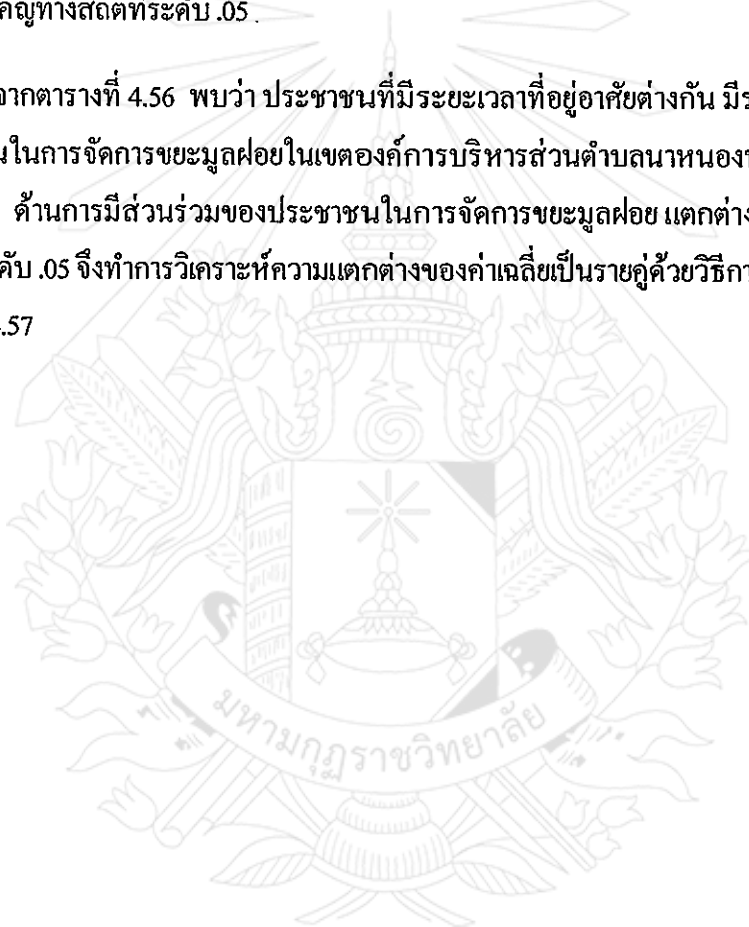 คัญทางสถิติที่ระดับ .05
จากตารางที่ 4.56 พบว่า ประชาชนที่มีระยะเวลาที่อยู่อาศัยต่างกัน มีร
นในการจัดการขยะมูลฝอยในเขตองค์การบริหารส่วนตำบลนาหนองท
ด้านการมีส่วนร่วมของประชาชนในการจัดการขยะมูลฝอย แตกต่าง
คับ .05 จึงทำการวิเคราะห์ความแตกต่างของค่าเฉลี่ยเป็นรายคู่ด้วยวิธีกา
.57
มหามกุฏราชวิทยาลัย